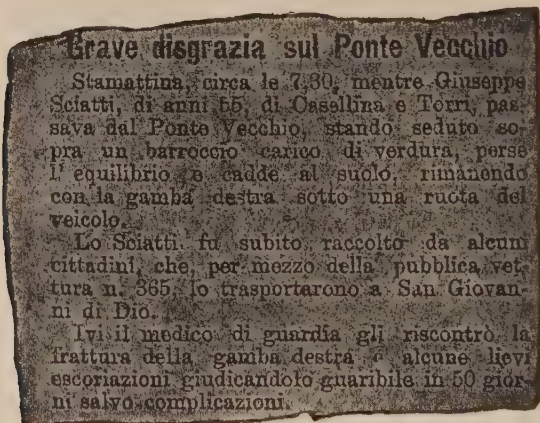 Grave disgrazia sul Ponte Vecchio
Stamattina, circa le 7,30, mentre Giuseppe
Sciatti, di anni 55, di Casellina e Torri, pas-
sava dal Ponte Vecchio, stando seduto so-
pra un barroccio carico di verdura, perse
l'equilibrio e cadde al suolo, rimanendo
con la gamba destra sotto una ruota del
veicolo.
Lo Sciatti fu subito raccolto da alcuni
cittadini, che, per mezzo della pubblica vet-
tura n. 365, lo trasportarono a San Giovan-
ni di Dio.
Ivi il medico di guardia gli riscontrò la
frattura della gamba destra e alcune lievi
escoriazioni giudicandolo guaribile in 50 gior-
ni salvo complicazioni.